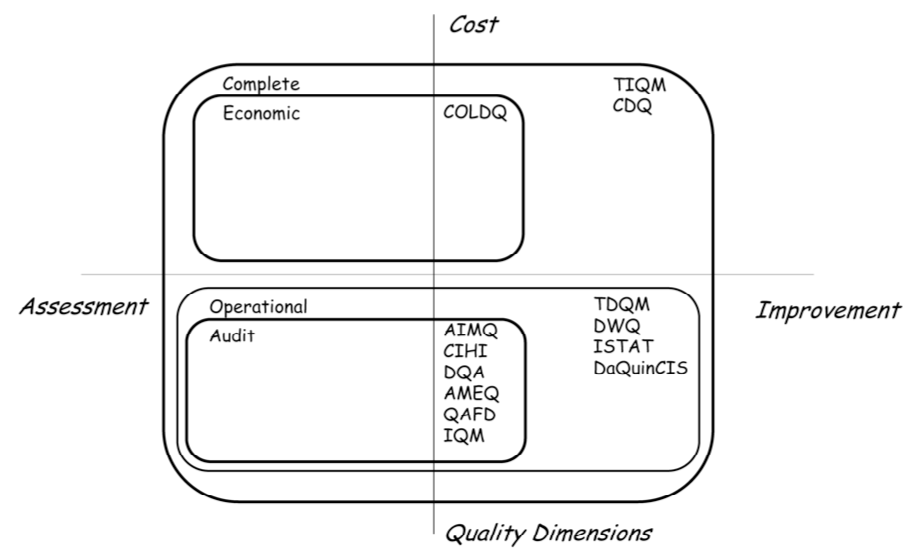 Cost
Complete
TIQM
CDQ
Economic
COLDQ
Assessment
Improvement
Operational
TDQM
DWQ
ISTAT
DaQuinCIS
Audit
AIMQ
CIHI
DQA
AMEQ
QAFD
IQM
Quality Dimensions